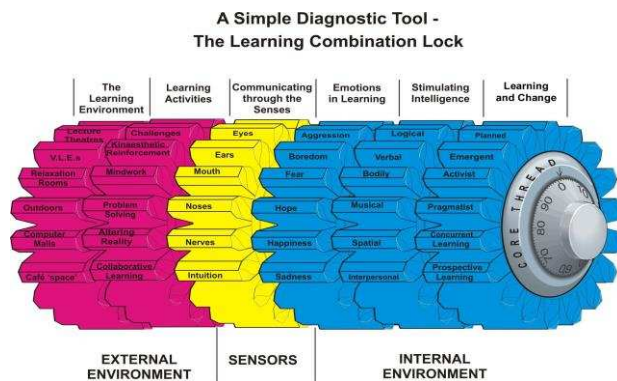 A Simple Diagnostic Tool -
The Learning Combination Lock
The
Learning
Environment
Learning
Activities
Communicating
through the
Senses
Emotions
in Learning
Stimulating
Intelligence
Learning
and Change
Lecture
Theatres
V.L.E.s
Relaxation
Rooms
Outdoors
Computer
Malls
Café 'space'
Challenges
Kinaesthetic
Reinforcement
Mindwork
Problem
Solving
Altering
Reality
Collaborative
Learning
Eyes
Ears
Mouth
Noses
Nerves
Intuition
Aggression
Boredom
Fear
Hope
Happiness
Sadness
Logical
Verbal
Bodily
Musical
Spatial
Interpersonal
Planned
Emergent
Activist
Pragmatist
Concurrent
Learning
Prospective
Learning
CORE THREAD
0
90
80
70
EXTERNAL
ENVIRONMENT
SENSORS
INTERNAL
ENVIRONMENT